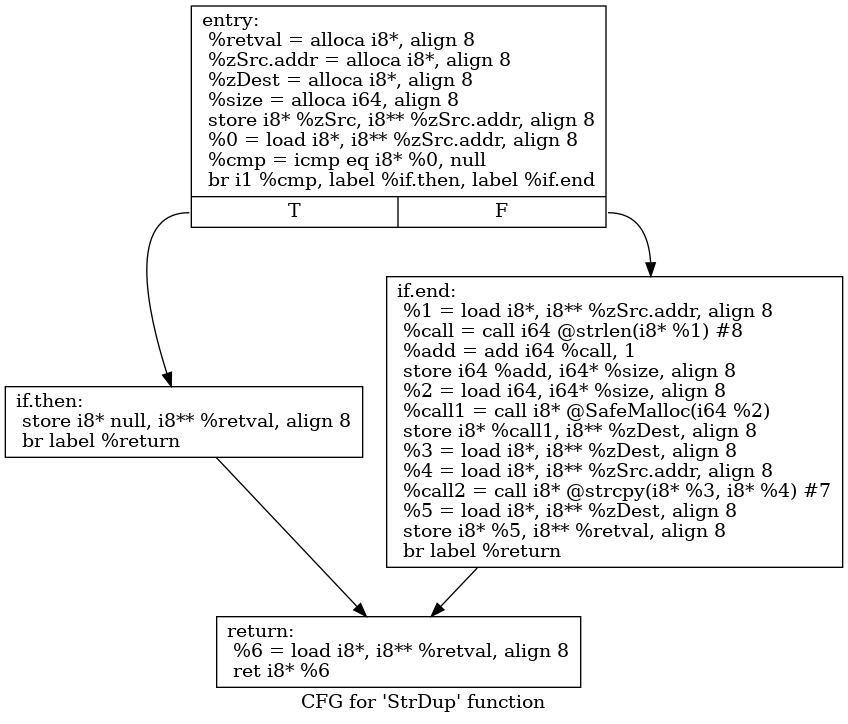 entry:
%retval = alloca i8*, align 8
%zSrc.addr = alloca i8*, align 8
%zDest = alloca i8*, align 8
%size = alloca i64, align 8
store i8* %zSrc, i8** %zSrc.addr, align 8
%0 = load i8*, i8** %zSrc.addr, align 8
%cmp = icmp eq i8* %0, null
br i1 %cmp, label %if.then, label %if.end
T F
if.then:
store i8* null, i8** %retval, align 8
br label %return
if.end:
%1 = load i8*, i8** %zSrc.addr, align 8
%call = call i64 @strlen(i8* %1) #8
%add = add i64 %call, 1
store i64 %add, i64* %size, align 8
%2 = load i64, i64* %size, align 8
%call1 = call i8* @SafeMalloc(i64 %2)
store i8* %call1, i8** %zDest, align 8
%3 = load i8*, i8** %zDest, align 8
%4 = load i8*, i8** %zSrc.addr, align 8
%call2 = call i8* @strcpy(i8* %3, i8* %4) #7
%5 = load i8*, i8** %zDest, align 8
store i8* %5, i8** %retval, align 8
br label %return
return:
%6 = load i8*, i8** %retval, align 8
ret i8* %6
CFG for 'StrDup' function